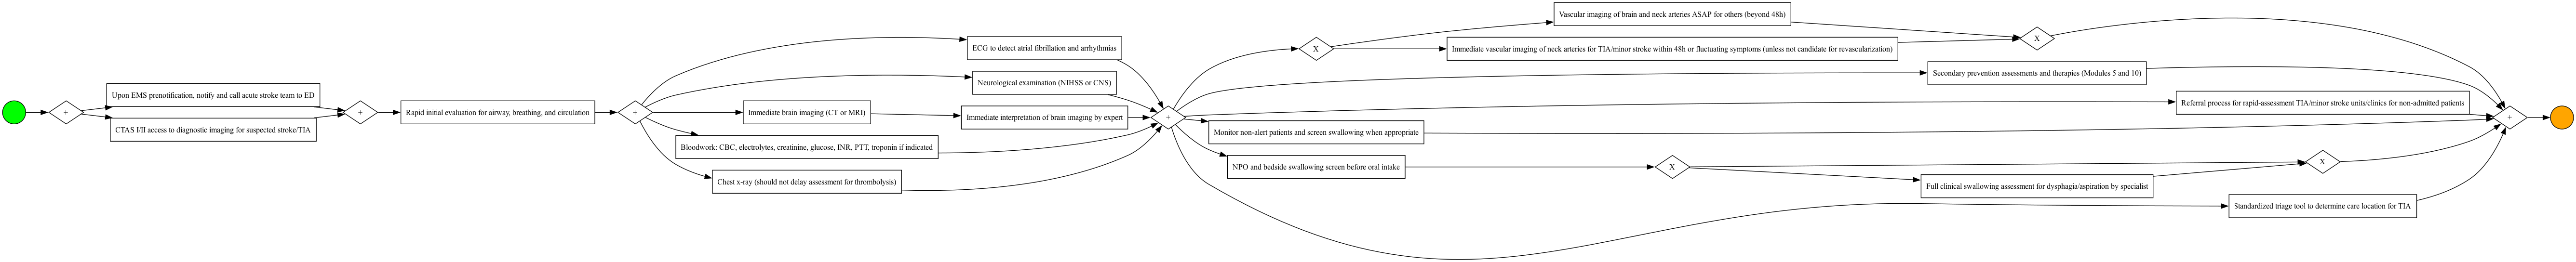 +
Upon EMS prenotification, notify and call acute stroke team to ED
CTAS I/II access to diagnostic imaging for suspected stroke/TIA
+
Rapid initial evaluation for airway, breathing, and circulation
+
ECG to detect atrial fibrillation and arrhythmias
Neurological examination (NIHSS or CNS)
Immediate brain imaging (CT or MRI)
Immediate interpretation of brain imaging by expert
Bloodwork: CBC, electrolytes, creatinine, glucose, INR, PTT, troponin if indicated
Chest x-ray (should not delay assessment for thrombolysis)
+
X
Vascular imaging of brain and neck arteries ASAP for others (beyond 48h)
Immediate vascular imaging of neck arteries for TIA/minor stroke within 48h or fluctuating symptoms (unless not candidate for revascularization)
X
Secondary prevention assessments and therapies (Modules 5 and 10)
Referral process for rapid-assessment TIA/minor stroke units/clinics for non-admitted patients
Monitor non-alert patients and screen swallowing when appropriate
NPO and bedside swallowing screen before oral intake
X
Full clinical swallowing assessment for dysphagia/aspiration by specialist
X
Standardized triage tool to determine care location for TIA
+